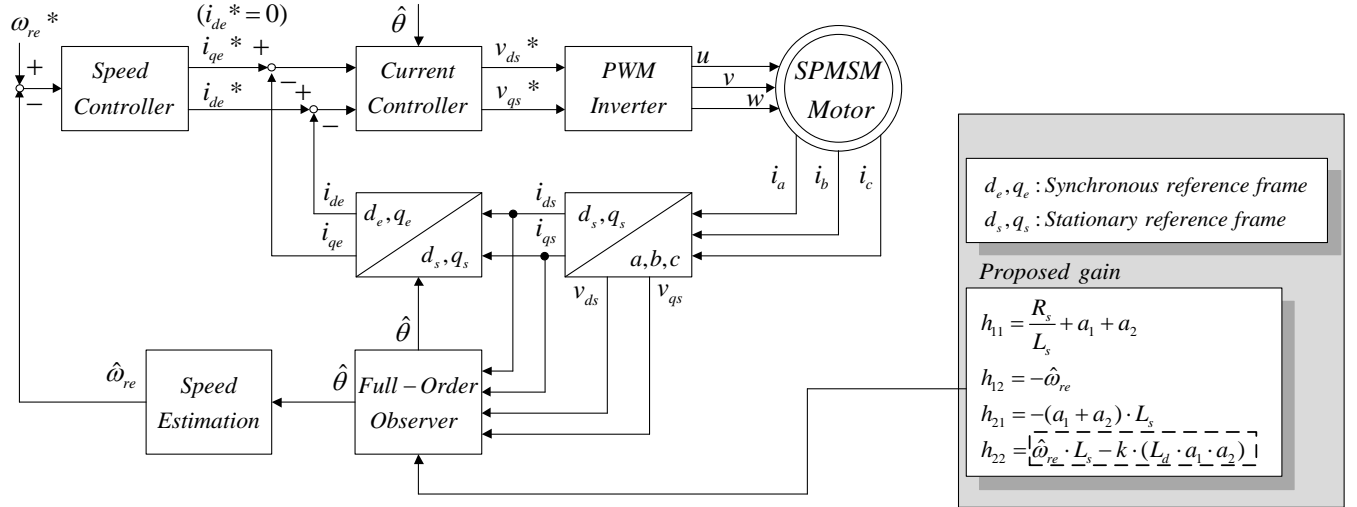 ω_re*
(i_de* = 0)
θ̂
+
−
Speed
Controller
i_qe*
+
−
i_de*
+
−
Current
Controller
v_ds*
v_qs*
PWM
Inverter
u
v
w
SPMSM
Motor
i_a
i_b
i_c
i_de
i_qe
d_e, q_e
d_s, q_s
i_ds
i_qs
d_s, q_s
a, b, c
v_ds
v_qs
θ̂
ω̂_re
Speed
Estimation
θ̂
Full−Order
Observer
d_e, q_e : Synchronous reference frame
d_s, q_s : Stationary reference frame
Proposed gain
h_11 = R_s/L_s + a_1 + a_2
h_12 = −ω̂_re
h_21 = −(a_1 + a_2) · L_s
h_22 = ω̂_re · L_s − k · (L_d · a_1 · a_2)